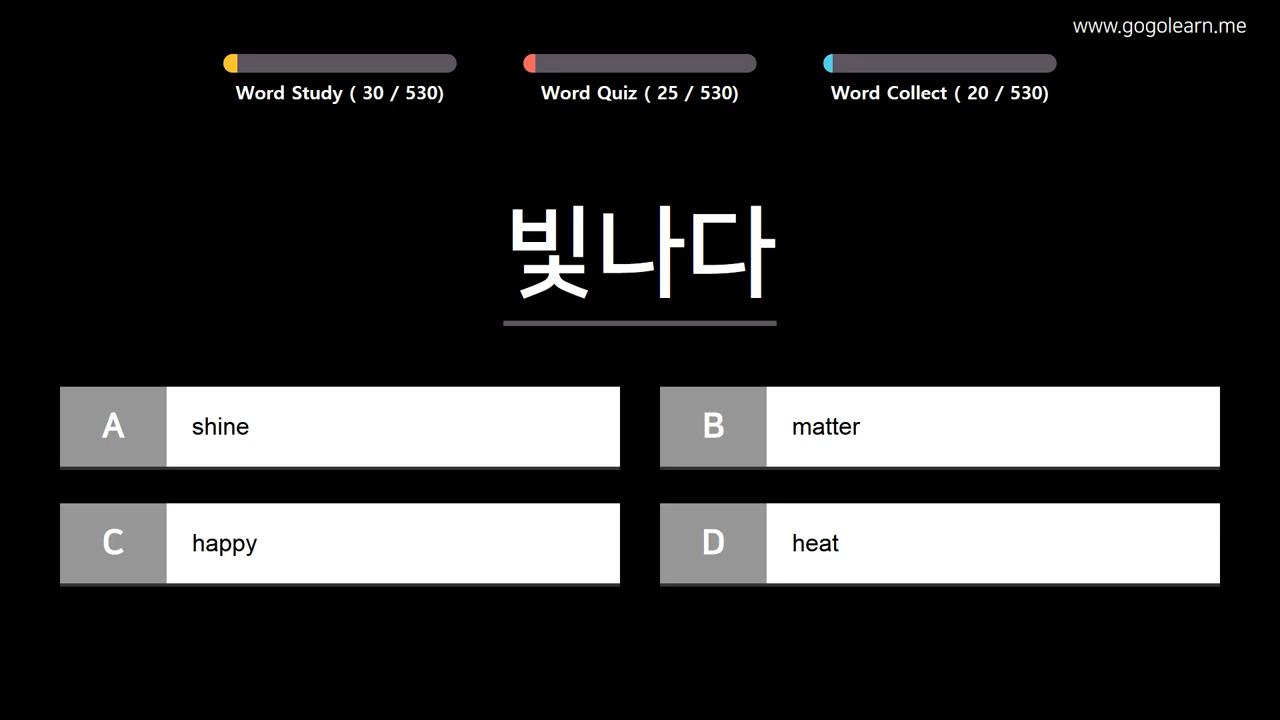 www.gogolearn.me
Word Study ( 30 / 530)
Word Quiz ( 25 / 530)
Word Collect ( 20 / 530)
빛나다
A shine
B matter
C happy
D heat